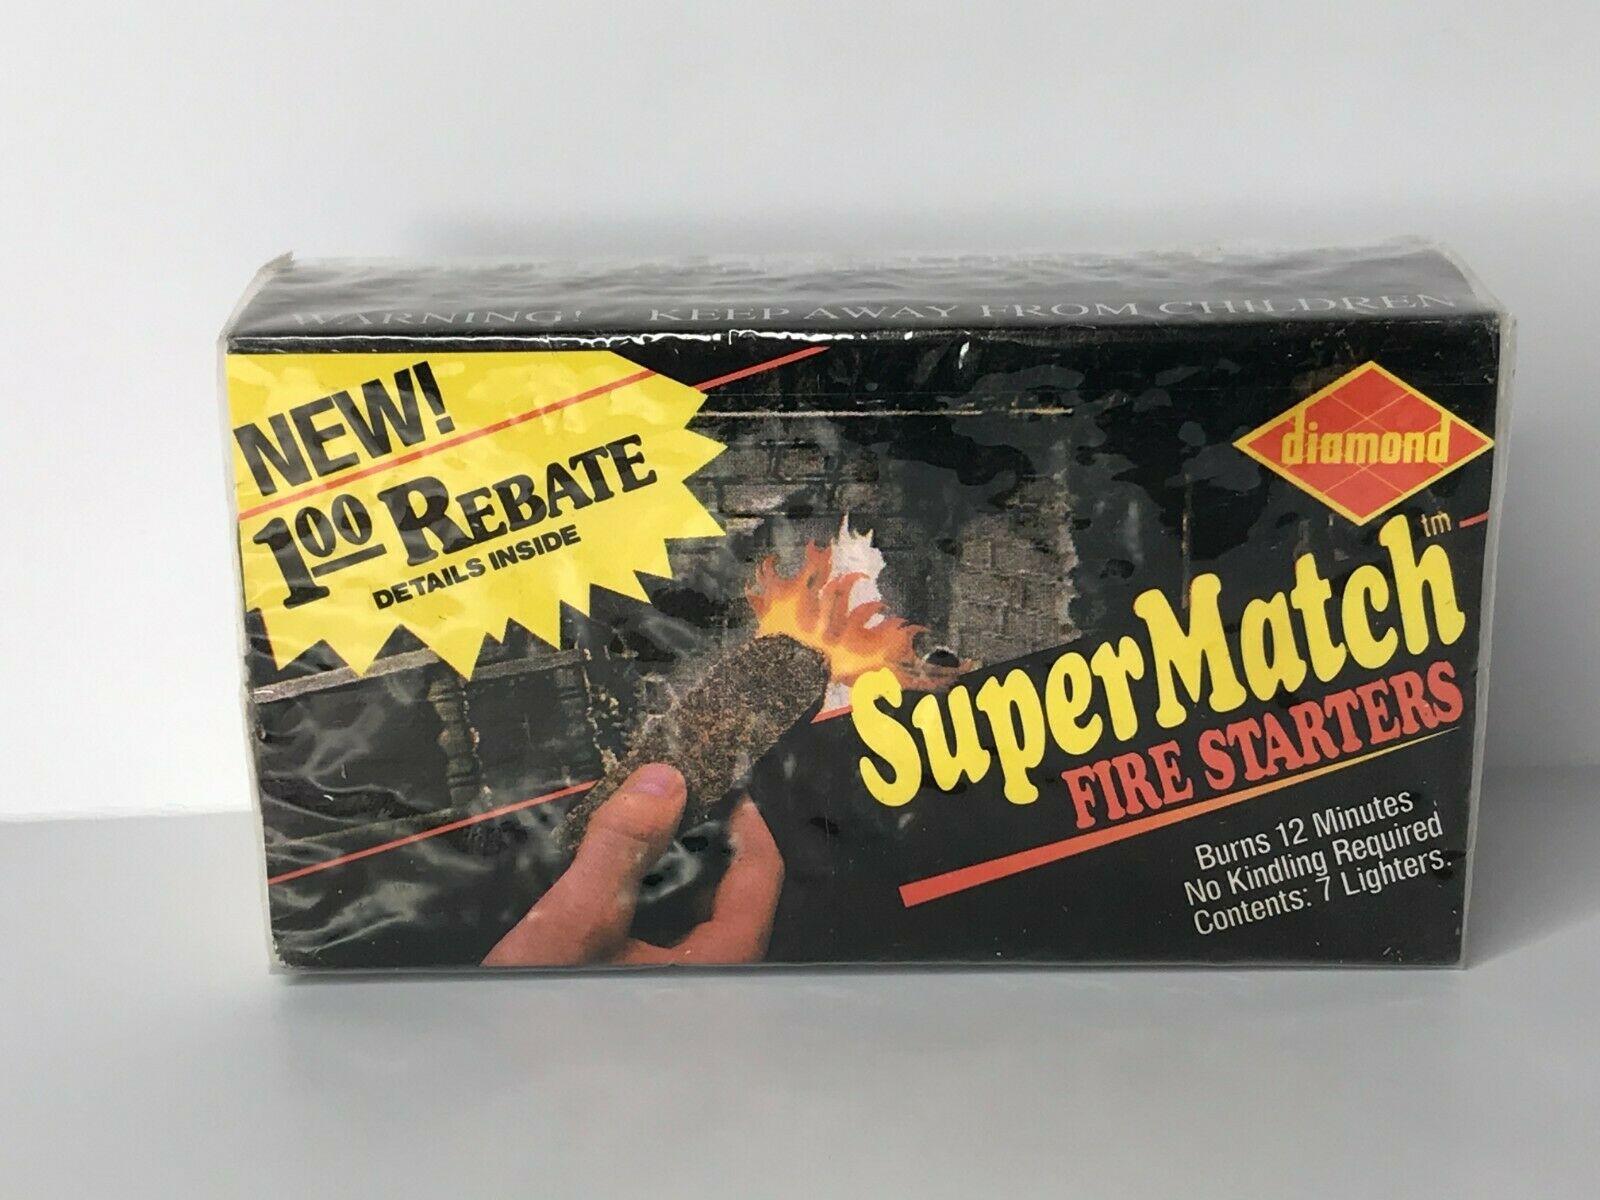 WARNING! KEEP AWAY FROM CHILDREN
NEW!
1.00 REBATE
DETAILS INSIDE
diamond
SuperMatch tm
FIRE STARTERS
Burns 12 Minutes
No Kindling Required
Contents: 7 Lighters.